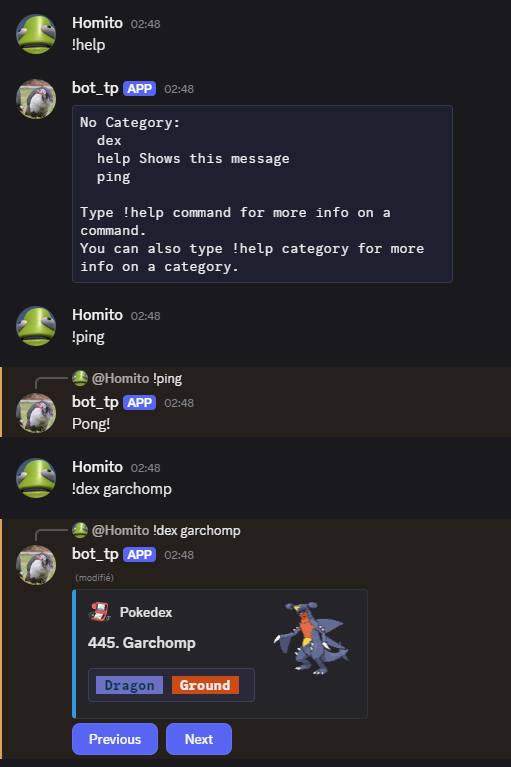 Homito 02:48
!help
bot_tp APP 02:48
No Category:
  dex
  help Shows this message
  ping

Type !help command for more info on a
command.
You can also type !help category for more
info on a category.
Homito 02:48
!ping
@Homito !ping
bot_tp APP 02:48
Pong!
Homito 02:48
!dex garchomp
@Homito !dex garchomp
bot_tp APP 02:48
(modifié)
Pokedex
445. Garchomp
Dragon Ground
Previous Next